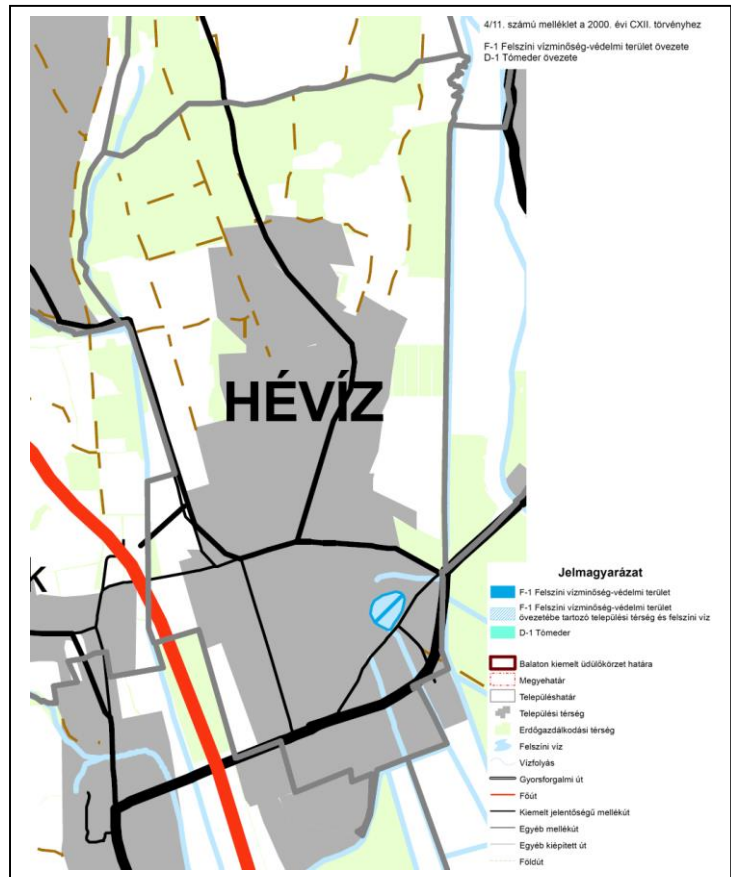 4/11. számú melléklet a 2000. évi CXII. törvényhez
F-1 Felszíni vízminőség-védelmi terület övezete
D-1 Tómeder övezete
HÉVÍZ
K
Jelmagyarázat
F-1 Felszíni vízminőség-védelmi terület
F-1 Felszíni vízminőség-védelmi terület
övezetébe tartozó települési térség és felszíni víz
D-1 Tómeder
Balaton kiemelt üdülőkörzet határa
Megyehatár
Településhatár
Települési térség
Erdőgazdálkodási térség
Felszíni víz
Vízfolyás
Gyorsforgalmi út
Főút
Kiemelt jelentőségű mellékút
Egyéb mellékút
Egyéb kiépített út
Földút